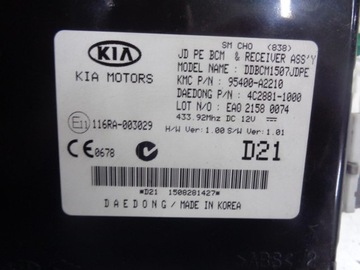 SM CHO (838)
JD PE BCM & RECEIVER ASS'Y
MODEL NAME : DDBCM1507JDPE
KMC P/N : 95400-A2210
DAEDONG P/N : 4C2881-1000
LOT N/O : EA0 2158 0074
433.92Mhz DC 12V
H/W Ver:1.00 S/W Ver:1.01
KIA
KIA MOTORS
E11 116RA-003029
CE 0678
D21
*D21 1508281427*
DAEDONG / MADE IN KOREA